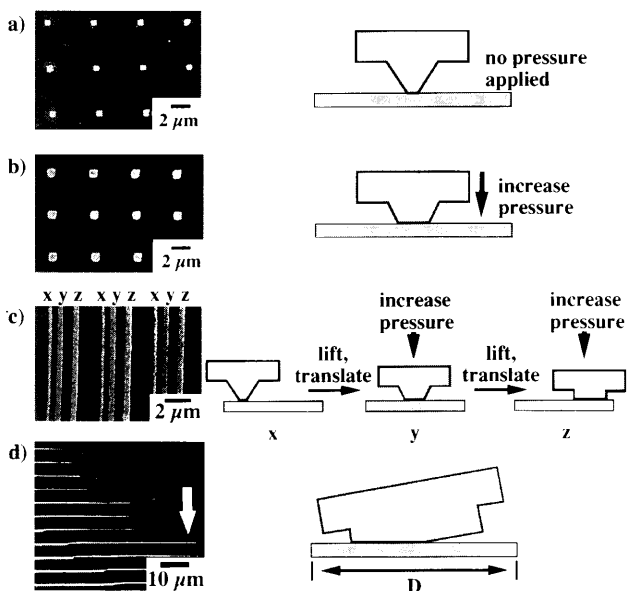 a)
no pressure
applied
2 µm
b)
increase
pressure
2 µm
x y z x y z x y z
c)
increase
pressure
increase
pressure
lift,
translate
lift,
translate
2 µm
x
y
z
d)
10 µm
D